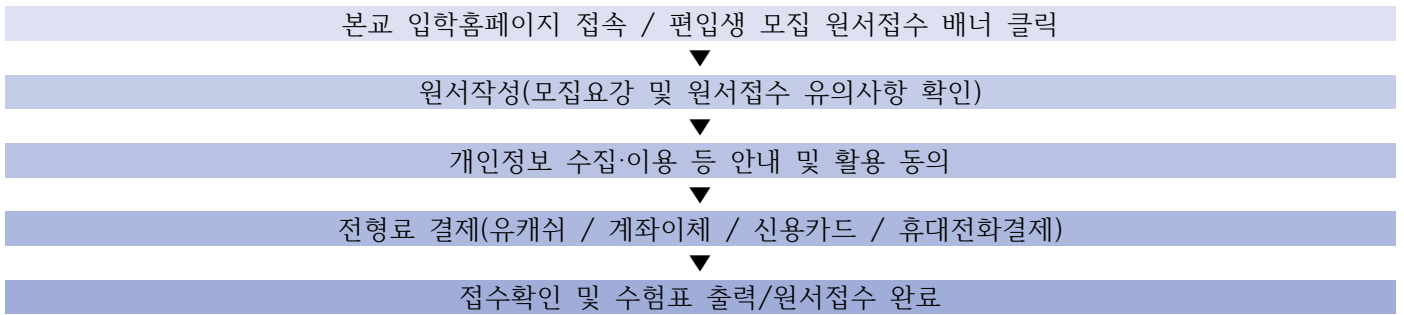 본교 입학홈페이지 접속 / 편입생 모집 원서접수 배너 클릭
▼
원서작성(모집요강 및 원서접수 유의사항 확인)
▼
개인정보 수집·이용 등 안내 및 활용 동의
▼
전형료 결제(유캐쉬 / 계좌이체 / 신용카드 / 휴대전화결제)
▼
접수확인 및 수험표 출력/원서접수 완료